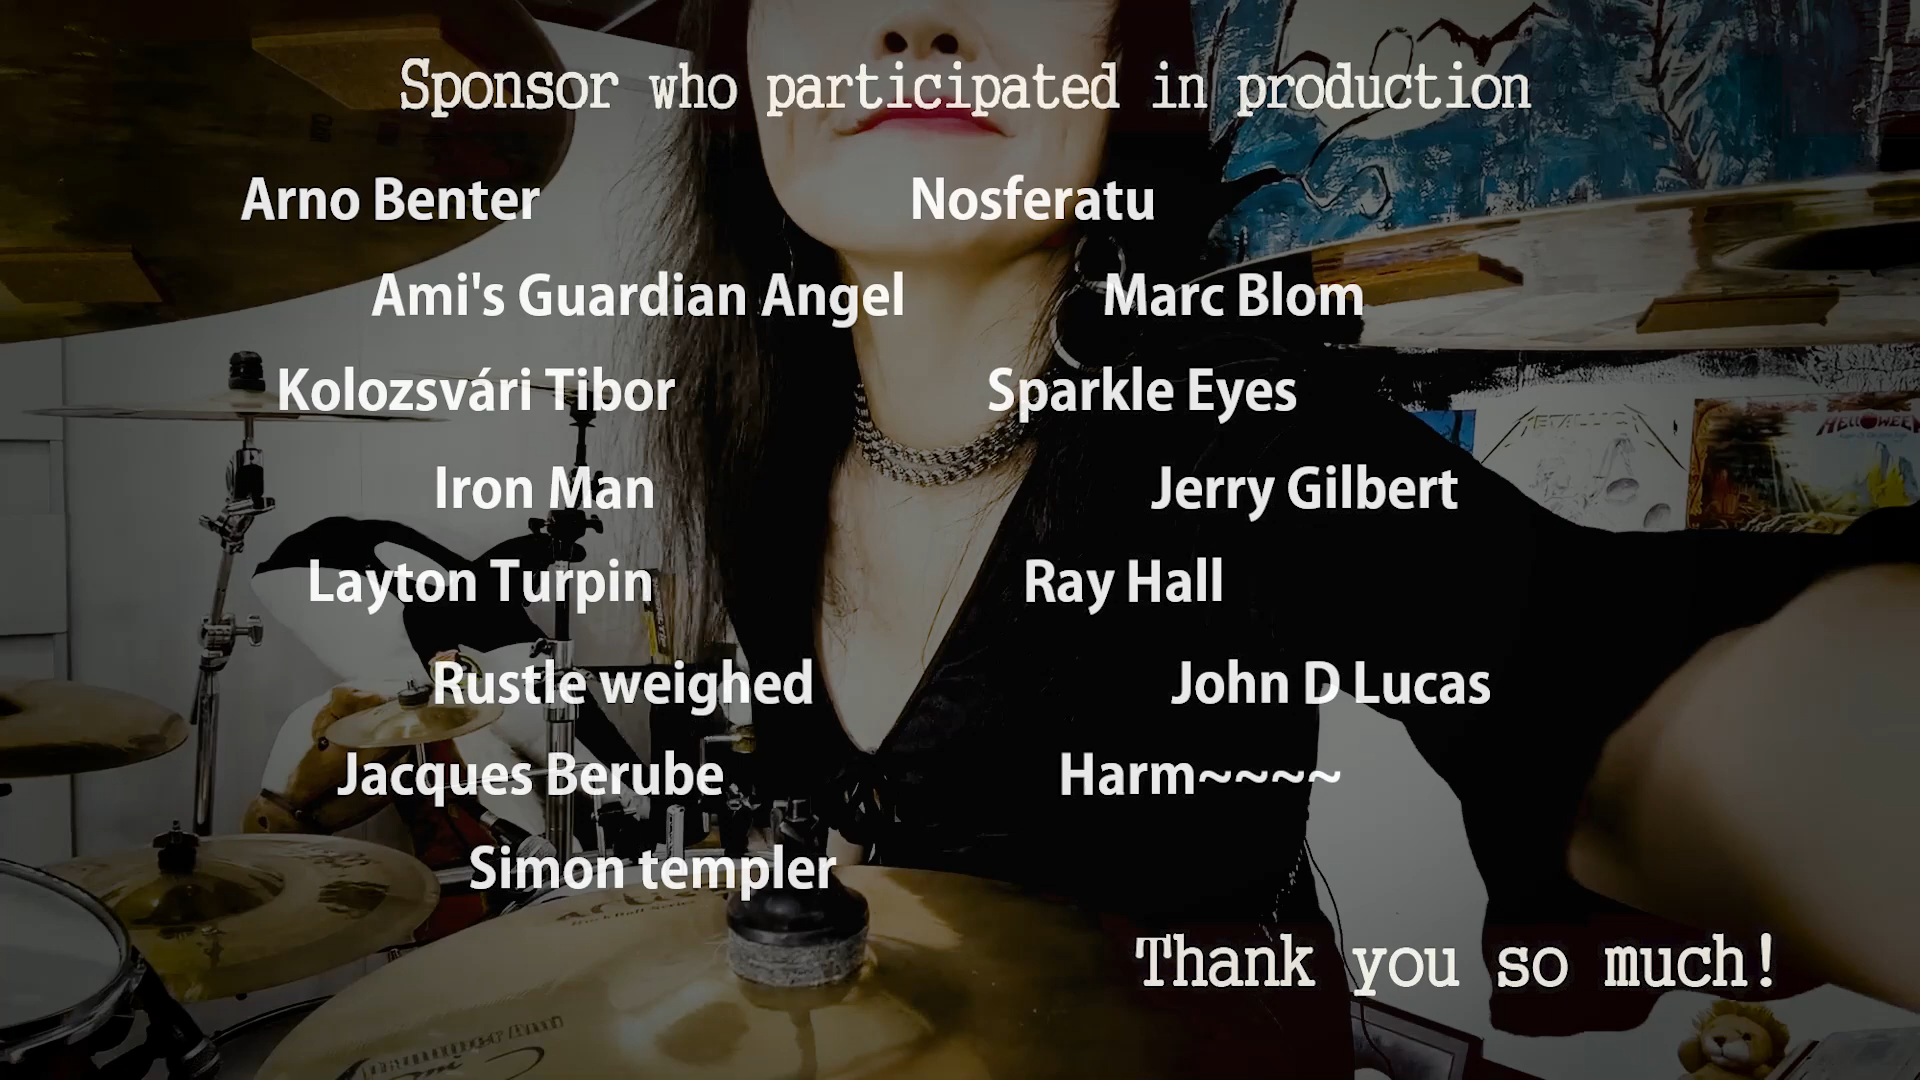 Sponsor who participated in production
Arno Benter
Nosferatu
Ami's Guardian Angel
Marc Blom
Kolozsvári Tibor
Sparkle Eyes
METALLICA
HELLOWEEN
Iron Man
Jerry Gilbert
Layton Turpin
Ray Hall
Rustle weighed
John D Lucas
Jacques Berube
Harm~~~~
Simon templer
Thank you so much!